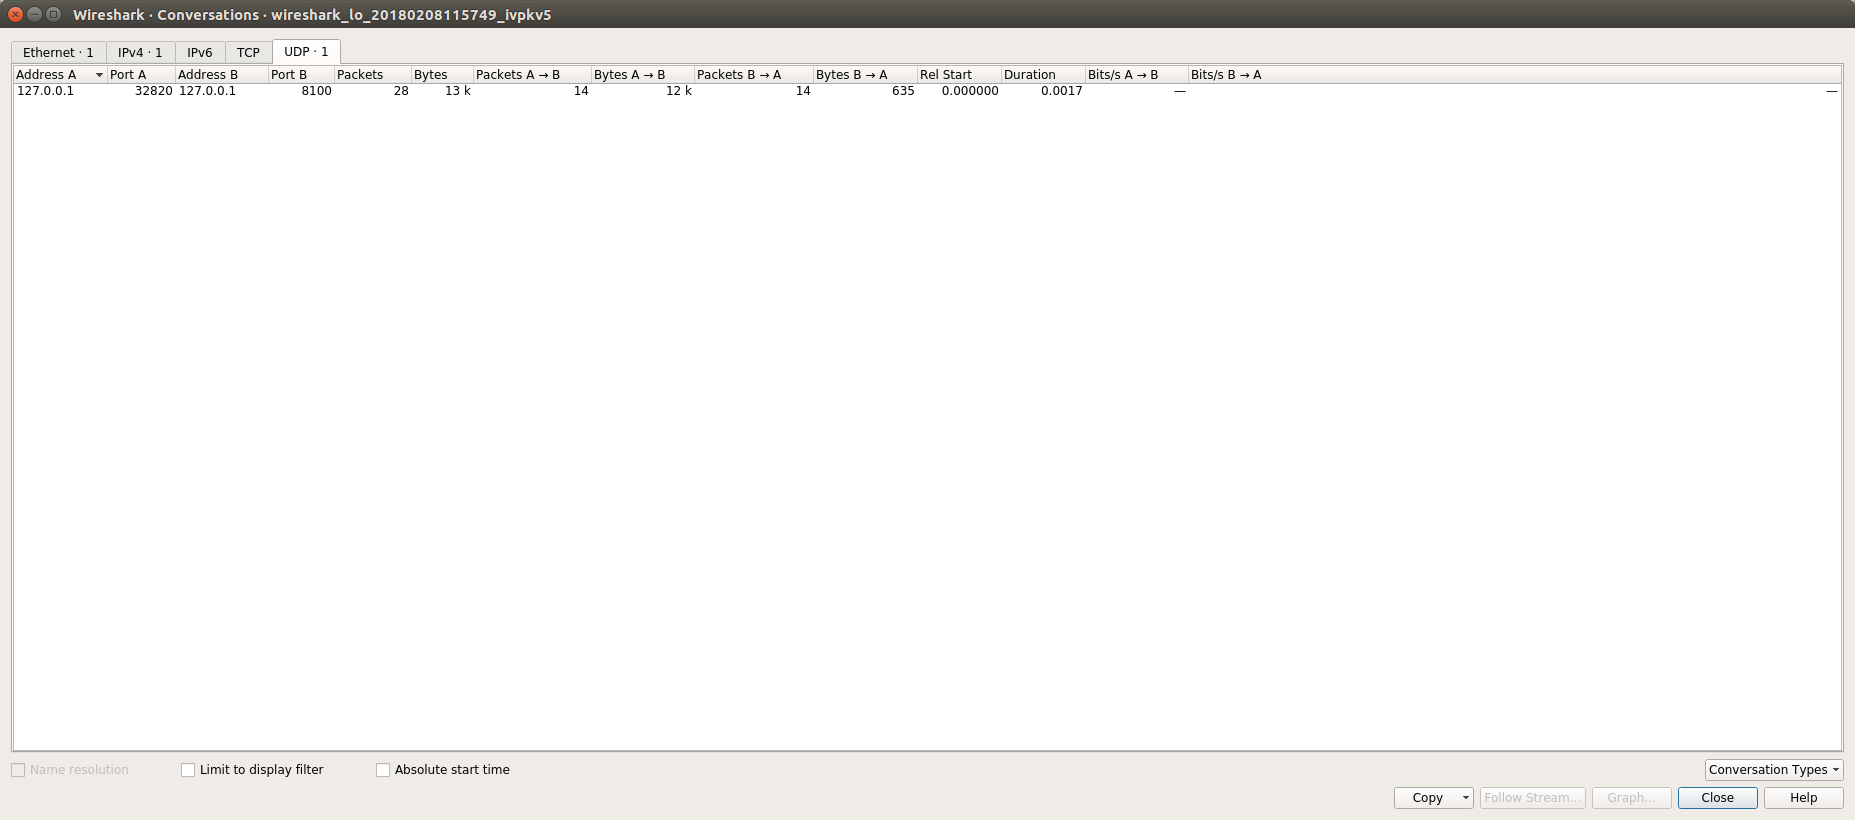 Wireshark · Conversations · wireshark_lo_20180208115749_ivpkv5
Ethernet · 1 IPv4 · 1 IPv6 TCP UDP · 1
Address A Port A Address B Port B Packets Bytes Packets A → B Bytes A → B Packets B → A Bytes B → A Rel Start Duration Bits/s A → B Bits/s B → A
127.0.0.1 32820 127.0.0.1 8100 28 13 k 14 12 k 14 635 0.000000 0.0017 — —
Name resolution Limit to display filter Absolute start time Conversation Types
Copy Follow Stream... Graph... Close Help